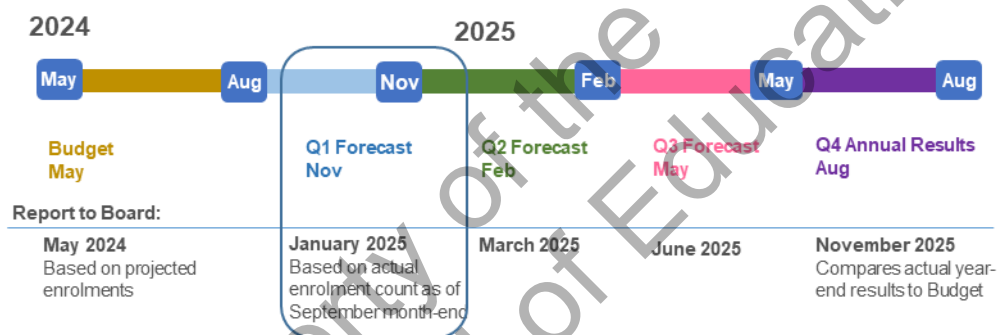 2024
2025
May
Aug
Nov
Feb
May
Aug
Budget
May
Q1 Forecast
Nov
Q2 Forecast
Feb
Q3 Forecast
May
Q4 Annual Results
Aug
Report to Board:
May 2024
Based on projected
enrolments
January 2025
Based on actual
enrolment count as of
September month-end
March 2025
June 2025
November 2025
Compares actual year-
end results to Budget
of the
of